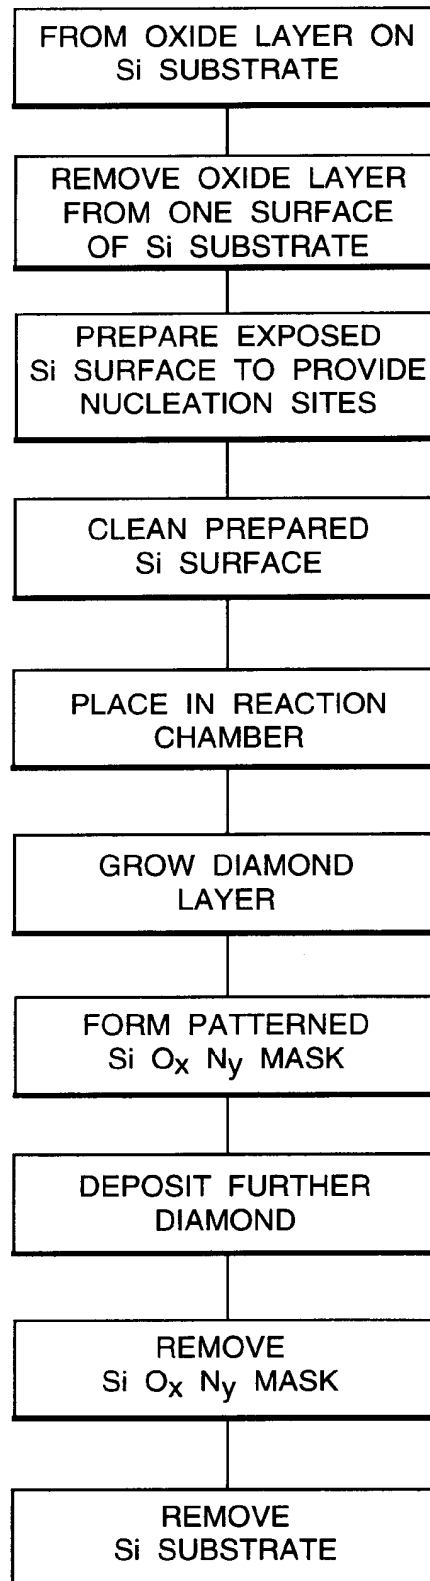 FROM OXIDE LAYER ON
Si SUBSTRATE
REMOVE OXIDE LAYER
FROM ONE SURFACE
OF Si SUBSTRATE
PREPARE EXPOSED
Si SURFACE TO PROVIDE
NUCLEATION SITES
CLEAN PREPARED
Si SURFACE
PLACE IN REACTION
CHAMBER
GROW DIAMOND
LAYER
FORM PATTERNED
Si Ox Ny MASK
DEPOSIT FURTHER
DIAMOND
REMOVE
Si Ox Ny MASK
REMOVE
Si SUBSTRATE